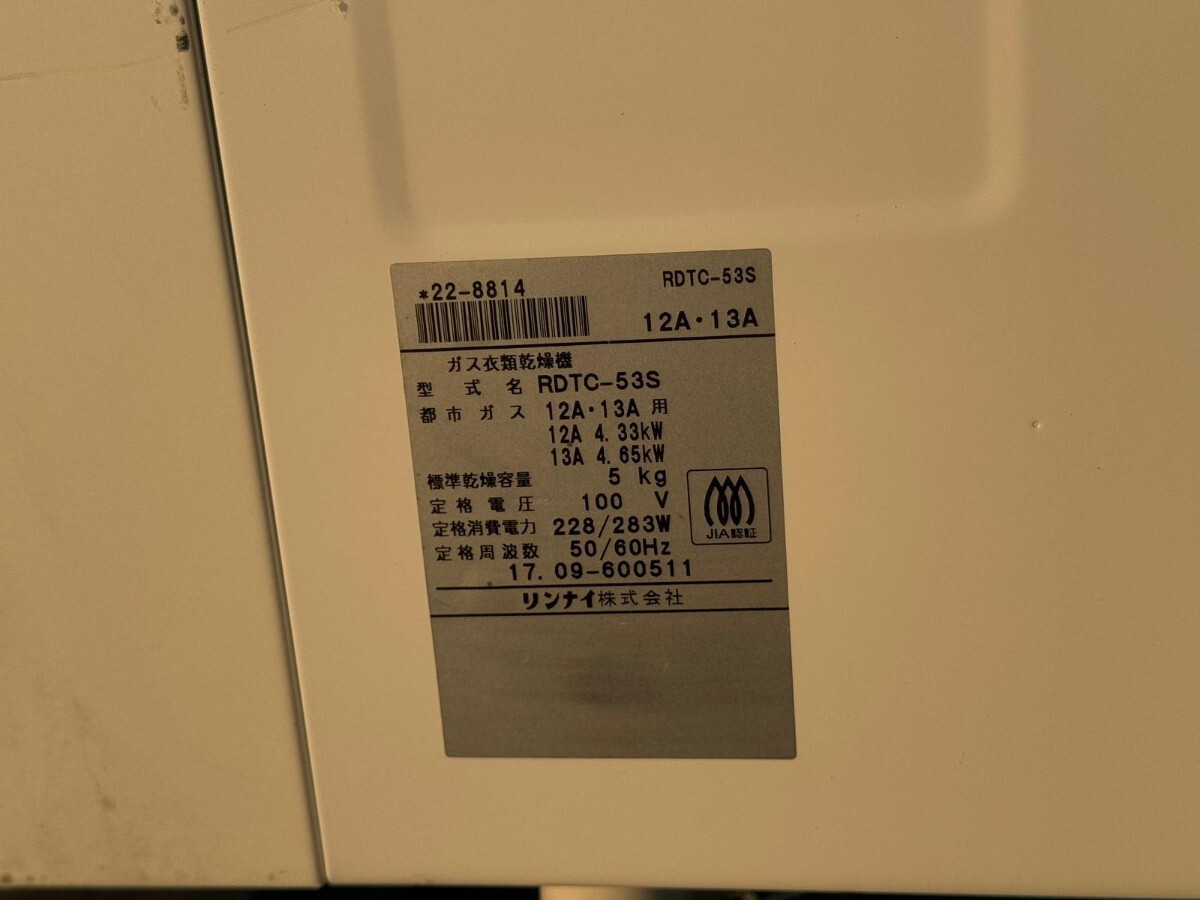 *22-8814
RDTC-53S
12A・13A
ガス衣類乾燥機
型式名 RDTC-53S
都市ガス 12A・13A用
12A 4.33kW
13A 4.65kW
標準乾燥容量 5 kg
定格電圧 100 V
定格消費電力 228/283W
定格周波数 50/60Hz
17.09-600511
JIA認証
リンナイ株式会社